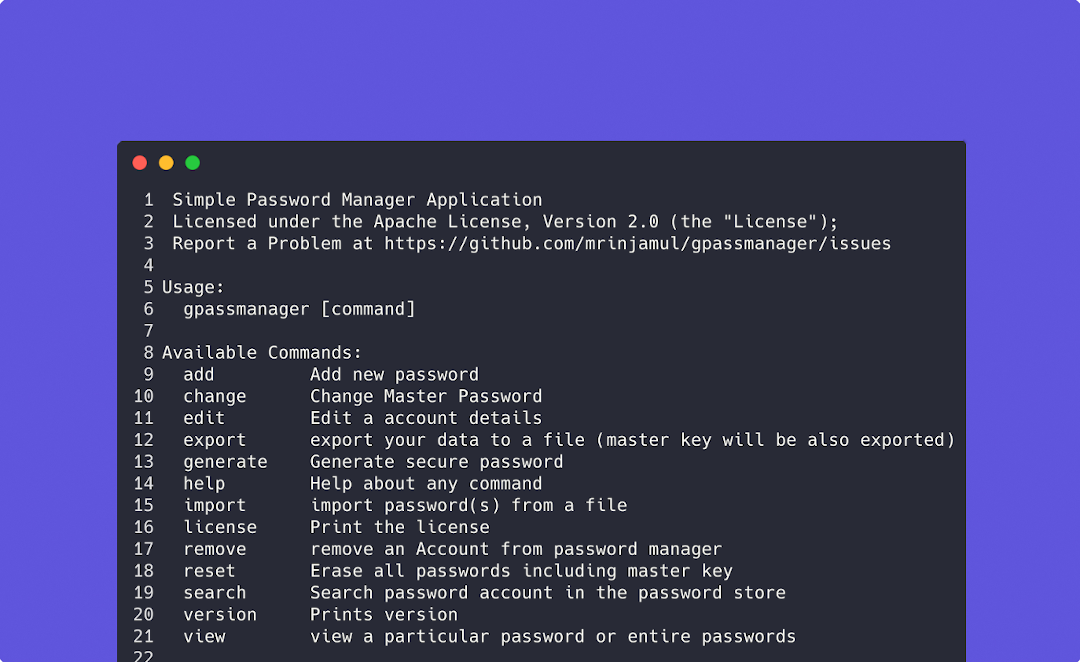 1 Simple Password Manager Application
2 Licensed under the Apache License, Version 2.0 (the "License");
3 Report a Problem at https://github.com/mrinjamul/gpassmanager/issues
4
5 Usage:
6 gpassmanager [command]
7
8 Available Commands:
9 add Add new password
10 change Change Master Password
11 edit Edit a account details
12 export export your data to a file (master key will be also exported)
13 generate Generate secure password
14 help Help about any command
15 import import password(s) from a file
16 license Print the license
17 remove remove an Account from password manager
18 reset Erase all passwords including master key
19 search Search password account in the password store
20 version Prints version
21 view view a particular password or entire passwords
22